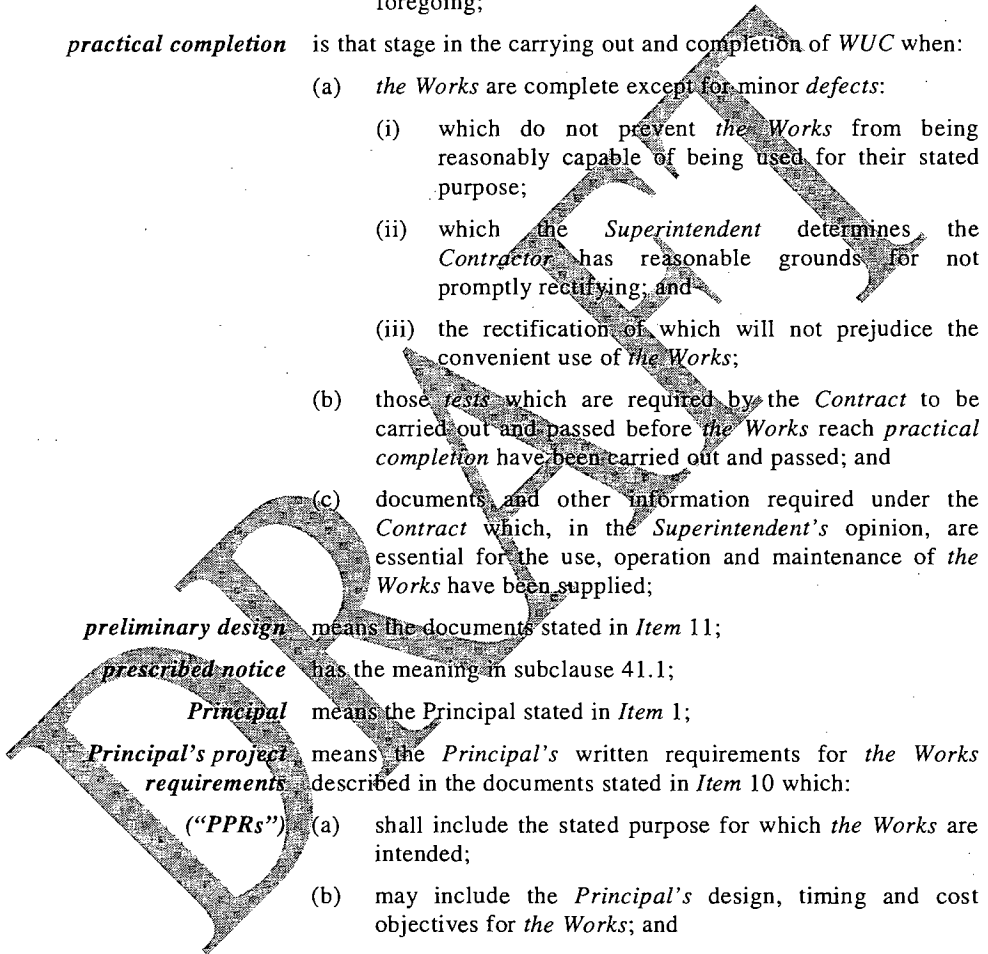 foregoing;
practical completion is that stage in the carrying out and completion of WUC when:
(a) the Works are complete except for minor defects:
(i) which do not prevent the Works from being
reasonably capable of being used for their stated
purpose;
(ii) which the Superintendent determines the
Contractor has reasonable grounds for not
promptly rectifying; and
(iii) the rectification of which will not prejudice the
convenient use of the Works;
(b) those tests which are required by the Contract to be
carried out and passed before the Works reach practical
completion have been carried out and passed; and
(c) documents and other information required under the
Contract which, in the Superintendent's opinion, are
essential for the use, operation and maintenance of the
Works have been supplied;
preliminary design means the documents stated in Item 11;
prescribed notice has the meaning in subclause 41.1;
Principal means the Principal stated in Item 1;
Principal's project means the Principal's written requirements for the Works
requirements described in the documents stated in Item 10 which:
("PPRs") (a) shall include the stated purpose for which the Works are
intended;
(b) may include the Principal's design, timing and cost
objectives for the Works; and
DRAFT